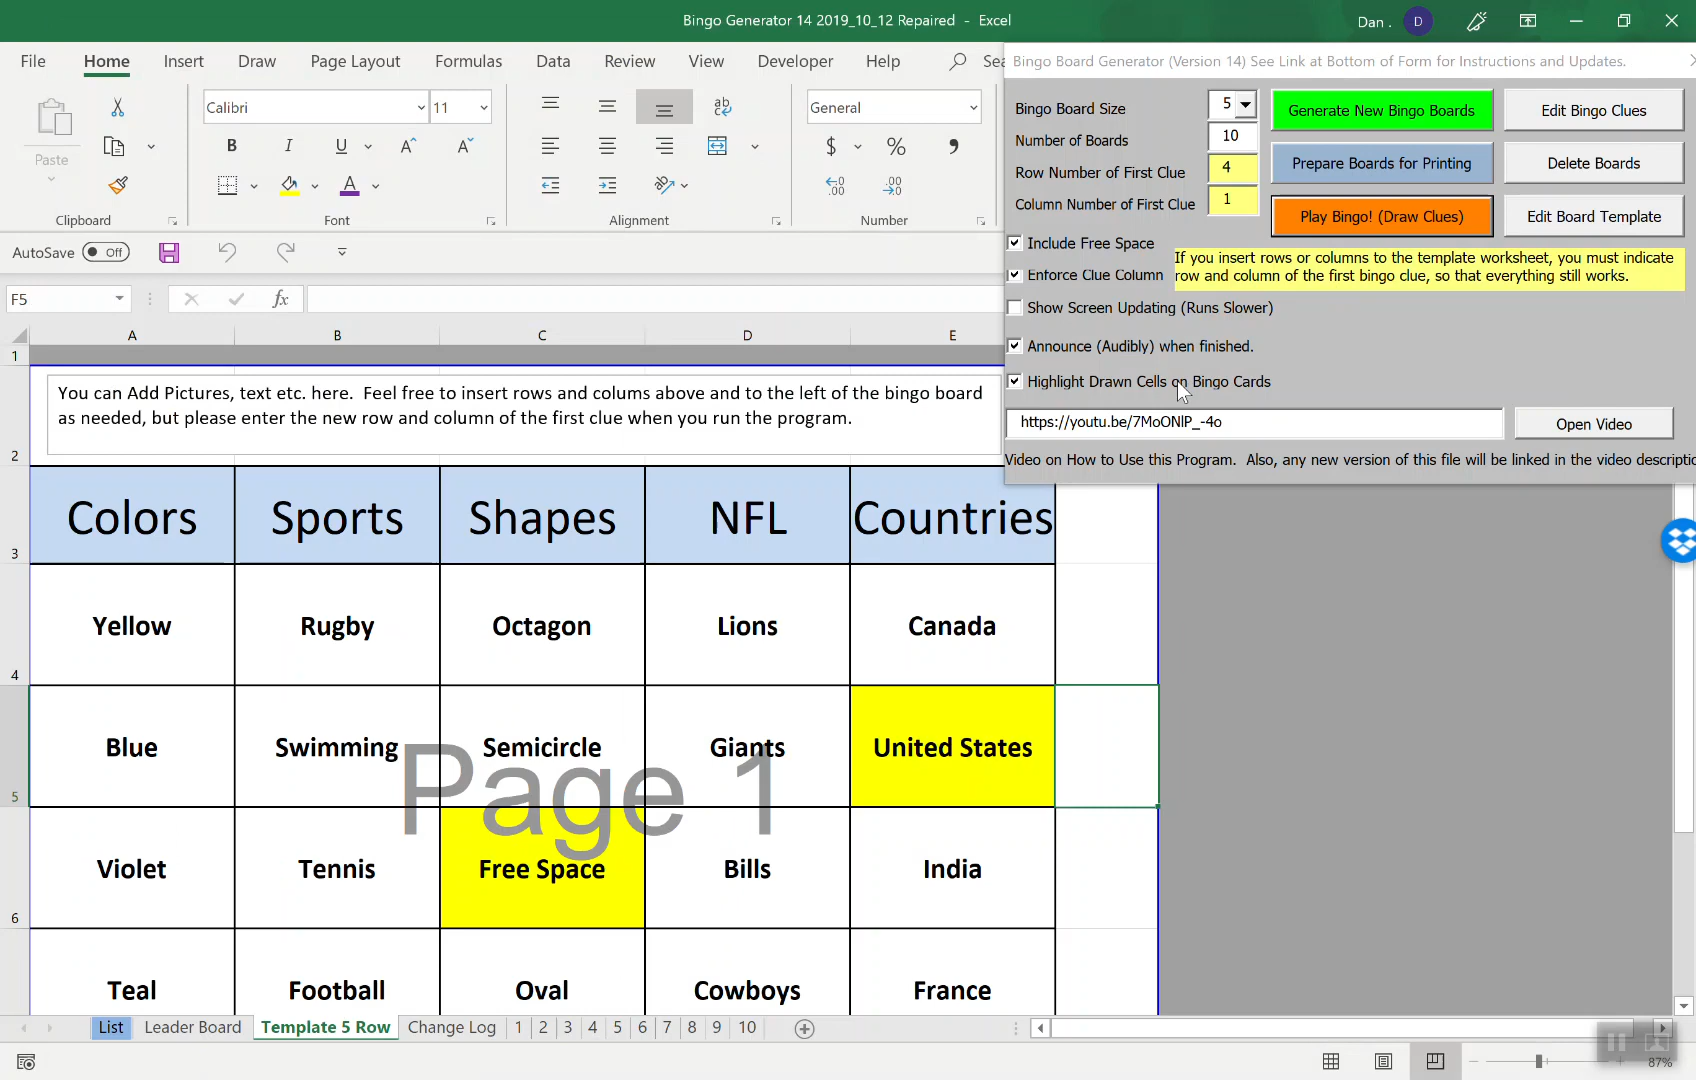 Bingo Generator 14 2019_10_12 Repaired - Excel
Dan .
D
File Home Insert Draw Page Layout Formulas Data Review View Developer Help
Bingo Board Generator (Version 14) See Link at Bottom of Form for Instructions and Updates.
Paste
Calibri 11
B I U A A
A
ab
General
$ % ,
.00
.00
Clipboard Font Alignment Number
AutoSave Off
F5
fx
Bingo Board Size 5
Number of Boards 10
Row Number of First Clue 4
Column Number of First Clue 1
Generate New Bingo Boards
Edit Bingo Clues
Prepare Boards for Printing
Delete Boards
Play Bingo! (Draw Clues)
Edit Board Template
Include Free Space
Enforce Clue Column
If you insert rows or columns to the template worksheet, you must indicate
row and column of the first bingo clue, so that everything still works.
Show Screen Updating (Runs Slower)
Announce (Audibly) when finished.
Highlight Drawn Cells on Bingo Cards
https://youtu.be/7MoONlP_-4o
Open Video
Video on How to Use this Program. Also, any new version of this file will be linked in the video
A B C D E
1
You can Add Pictures, text etc. here. Feel free to insert rows and colums above and to the left of the bingo board
as needed, but please enter the new row and column of the first clue when you run the program.
2
Colors Sports Shapes NFL Countries
3
Yellow Rugby Octagon Lions Canada
4
Blue Swimming Semicircle Giants United States
Page 1
5
Violet Tennis Free Space Bills India
6
Teal Football Oval Cowboys France
List Leader Board Template 5 Row Change Log 1 2 3 4 5 6 7 8 9 10
87%